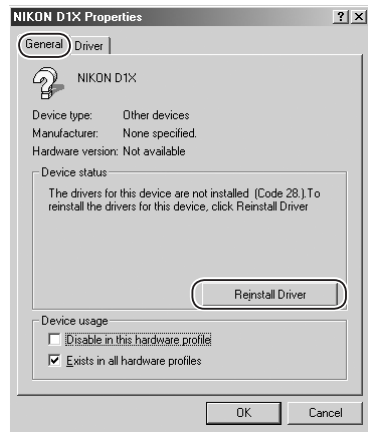 NIKON D1X Properties
General Driver
NIKON D1X
Device type: Other devices
Manufacturer: None specified.
Hardware version: Not available
Device status
The drivers for this device are not installed (Code 28.).To
reinstall the drivers for this device, click Reinstall Driver
Reinstall Driver
Device usage
Disable in this hardware profile
Exists in all hardware profiles
OK Cancel